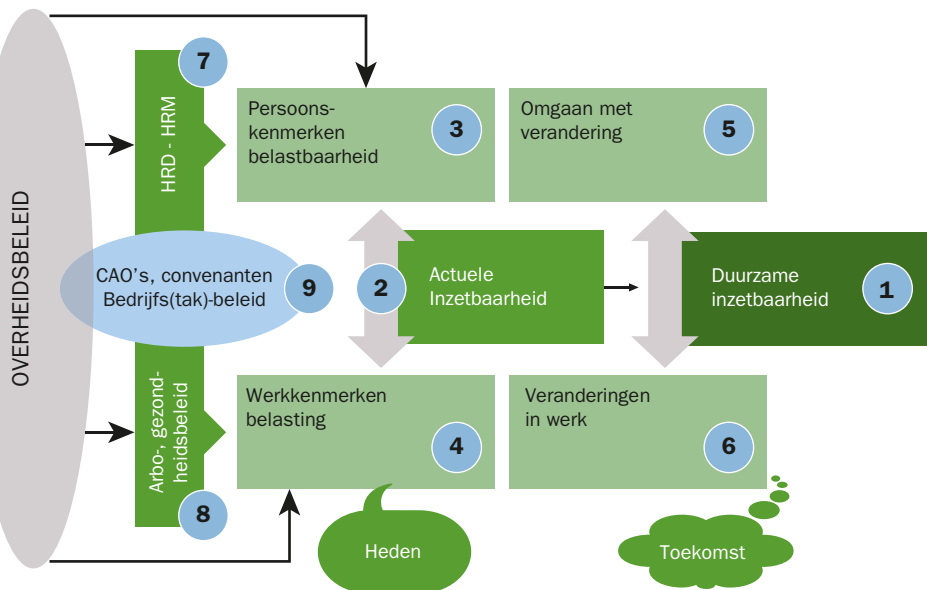 OVERHEIDSBELEID
7
HRD - HRM
Persoons-
kenmerken
belastbaarheid
3
Omgaan met
verandering
5
CAO's, convenanten
Bedrijfs(tak)-beleid
9
2
Actuele
Inzetbaarheid
Duurzame
inzetbaarheid
1
Arbo-, gezond-
heidsbeleid
8
Werkkenmerken
belasting
4
Veranderingen
in werk
6
Heden
Toekomst